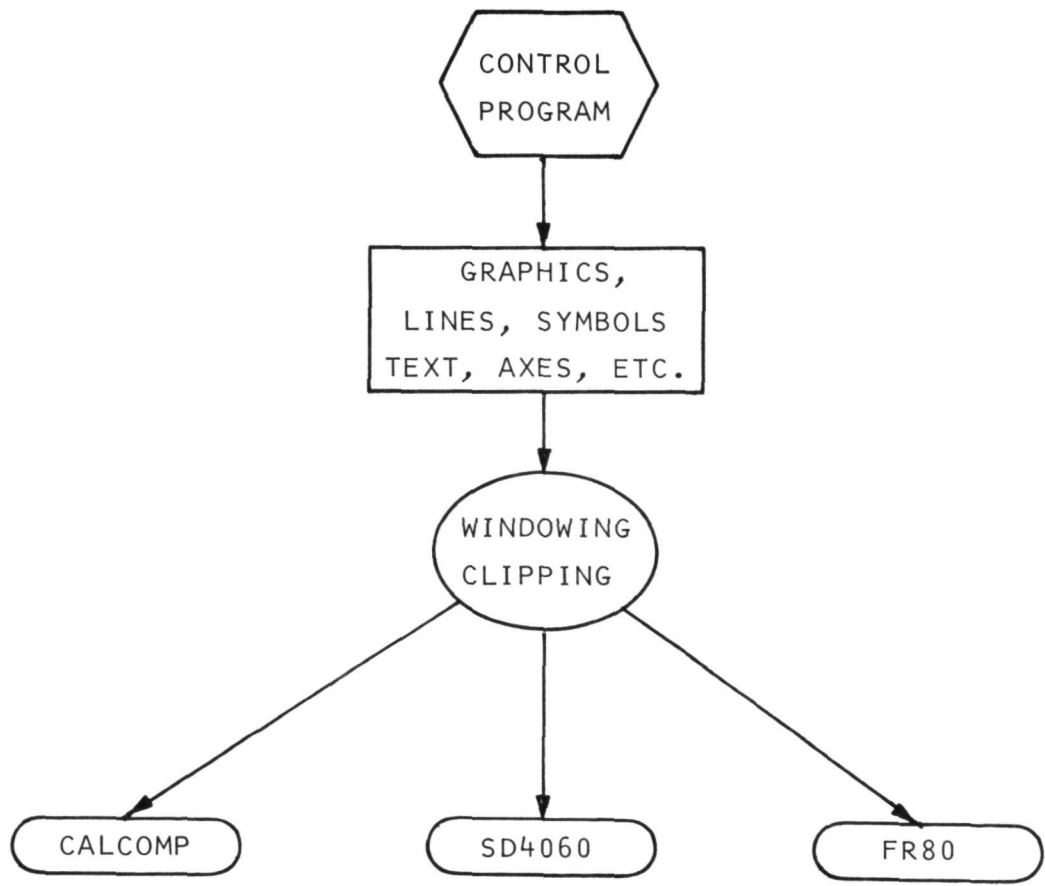 CONTROL
PROGRAM
GRAPHICS,
LINES, SYMBOLS
TEXT, AXES, ETC.
WINDOWING
CLIPPING
CALCOMP
SD4060
FR80